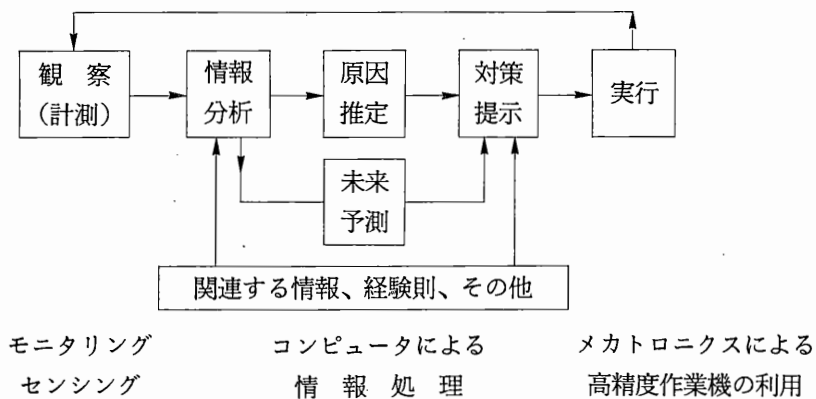 観察
(計測)
情報
分析
原因
推定
対策
提示
実行
未来
予測
関連する情報、経験則、その他
モニタリング
センシング
コンピュータによる
情報処理
メカトロニクスによる
高精度作業機の利用